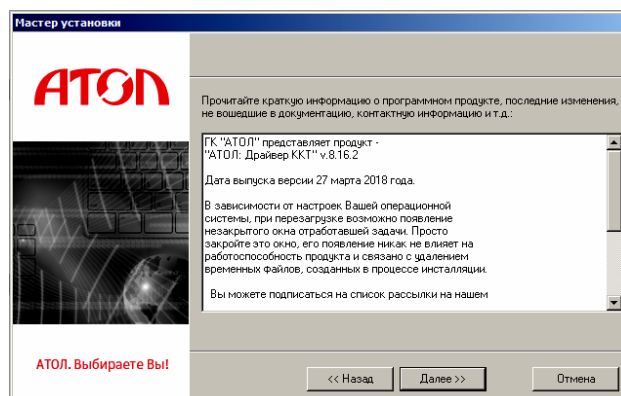 Мастер установки
АТОЛ
Прочитайте краткую информацию о программном продукте, последние изменения,
не вошедшие в документацию, контактную информацию и т.д.:
ГК "АТОЛ" представляет продукт -
"АТОЛ: Драйвер ККТ" v.8.16.2
Дата выпуска версии 27 марта 2018 года.
В зависимости от настроек Вашей операционной
системы, при перезагрузке возможно появление
незакрытого окна отработавшей задачи. Просто
закройте это окно, его появление никак не влияет на
работоспособность продукта и связано с удалением
временных файлов, созданных в процессе инсталляции.
Вы можете подписаться на список рассылки на нашем
АТОЛ. Выбираете Вы!
<< Назад
Далее >>
Отмена